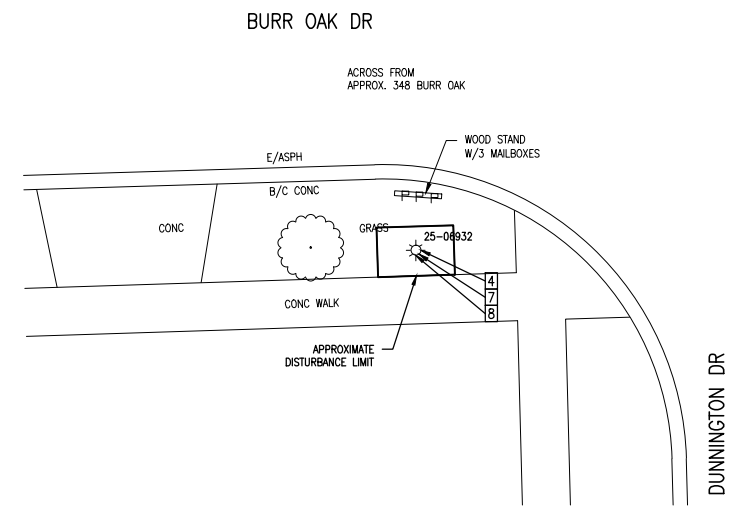 BURR OAK DR
ACROSS FROM
APPROX. 348 BURR OAK
WOOD STAND
W/3 MAILBOXES
E/ASPH
B/C CONC
CONC
GRASS
25-06932
4
7
8
CONC WALK
APPROXIMATE
DISTURBANCE LIMIT
DUNNINGTON DR